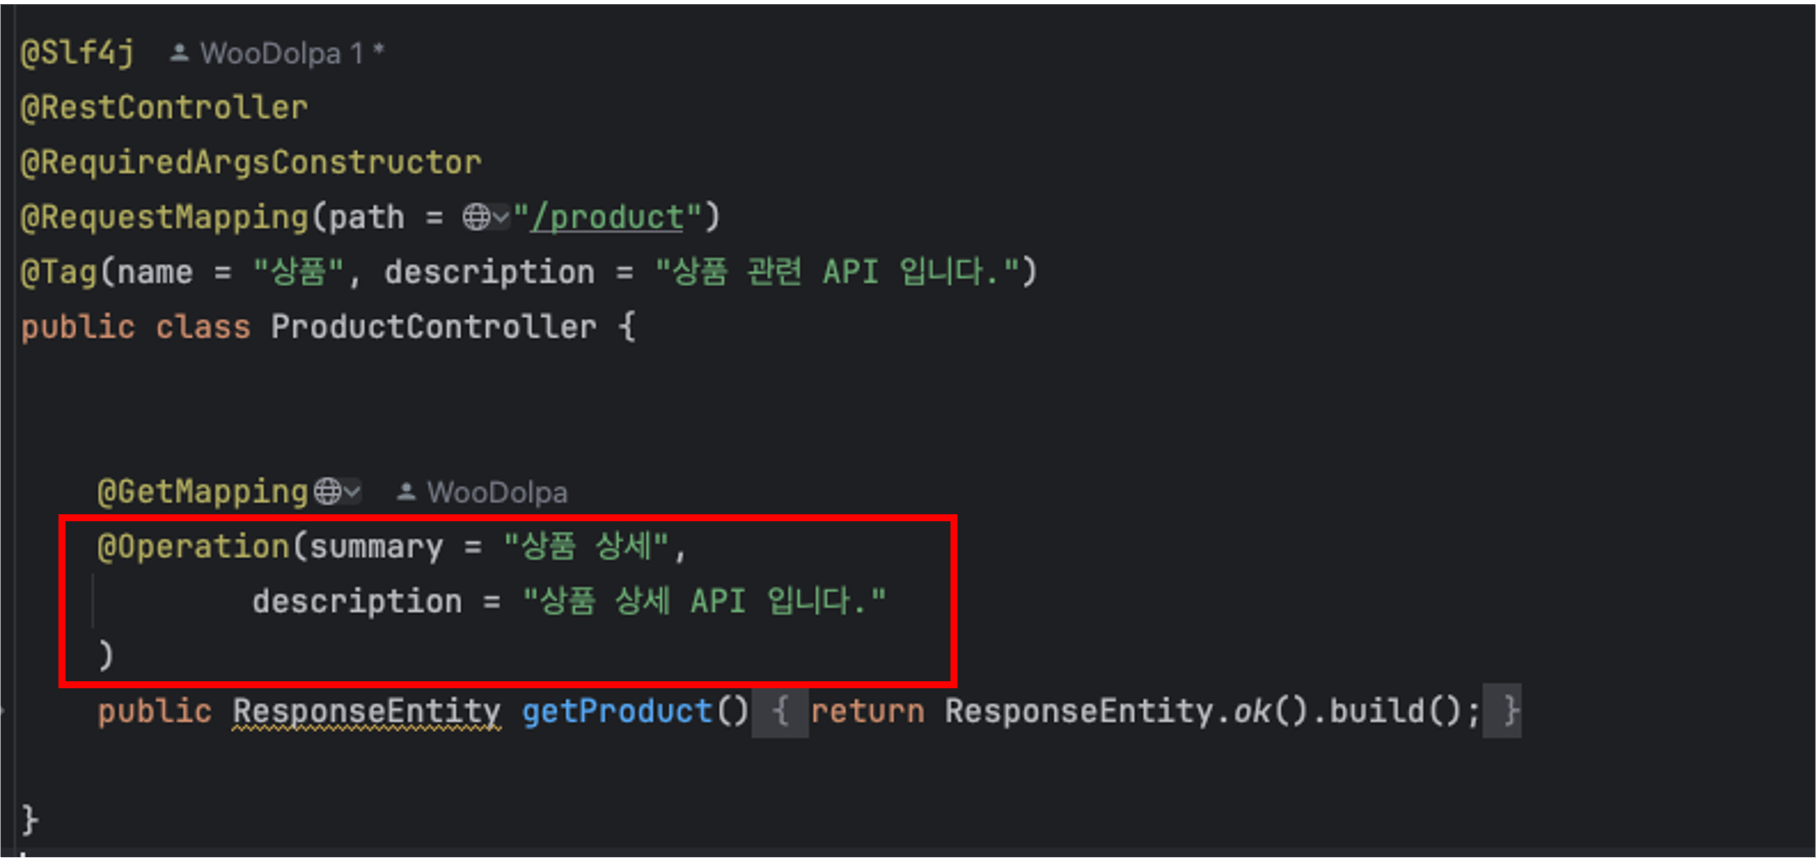 @Slf4j WooDolpa 1 *
@RestController
@RequiredArgsConstructor
@RequestMapping(path = "/product")
@Tag(name = "상품", description = "상품 관련 API 입니다.")
public class ProductController {
@GetMapping WooDolpa
@Operation(summary = "상품 상세",
description = "상품 상세 API 입니다."
)
public ResponseEntity getProduct() { return ResponseEntity.ok().build(); }
}